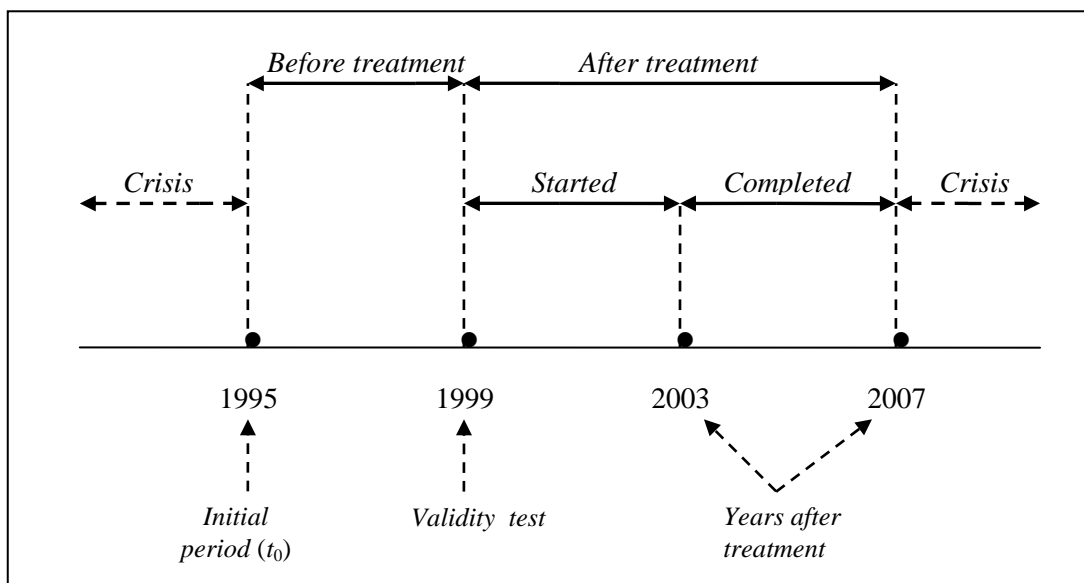 Before treatment After treatment
Crisis Started Completed Crisis
1995 1999 2003 2007
Initial Validity test Years after
period (t₀) treatment